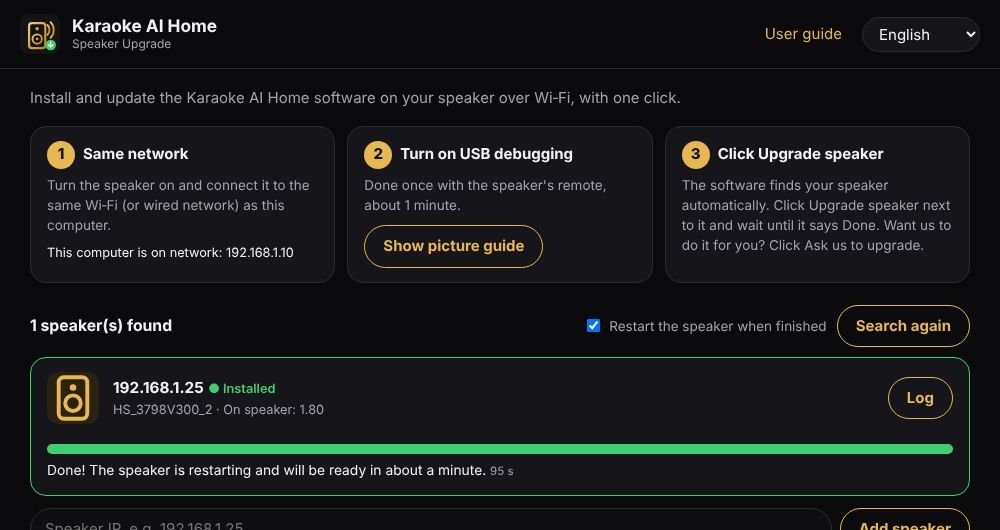 Karaoke AI Home
Speaker Upgrade
User guide
English
Install and update the Karaoke AI Home software on your speaker over Wi-Fi, with one click.
1 Same network
Turn the speaker on and connect it to the
same Wi-Fi (or wired network) as this
computer.
This computer is on network: 192.168.1.10
2 Turn on USB debugging
Done once with the speaker's remote,
about 1 minute.
Show picture guide
3 Click Upgrade speaker
The software finds your speaker
automatically. Click Upgrade speaker next
to it and wait until it says Done. Want us to
do it for you? Click Ask us to upgrade.
1 speaker(s) found
Restart the speaker when finished
Search again
192.168.1.25 Installed
HS_3798V300_2 · On speaker: 1.80
Log
Done! The speaker is restarting and will be ready in about a minute. 95 s
Speaker IP, e.g. 192.168.1.25
Add speaker